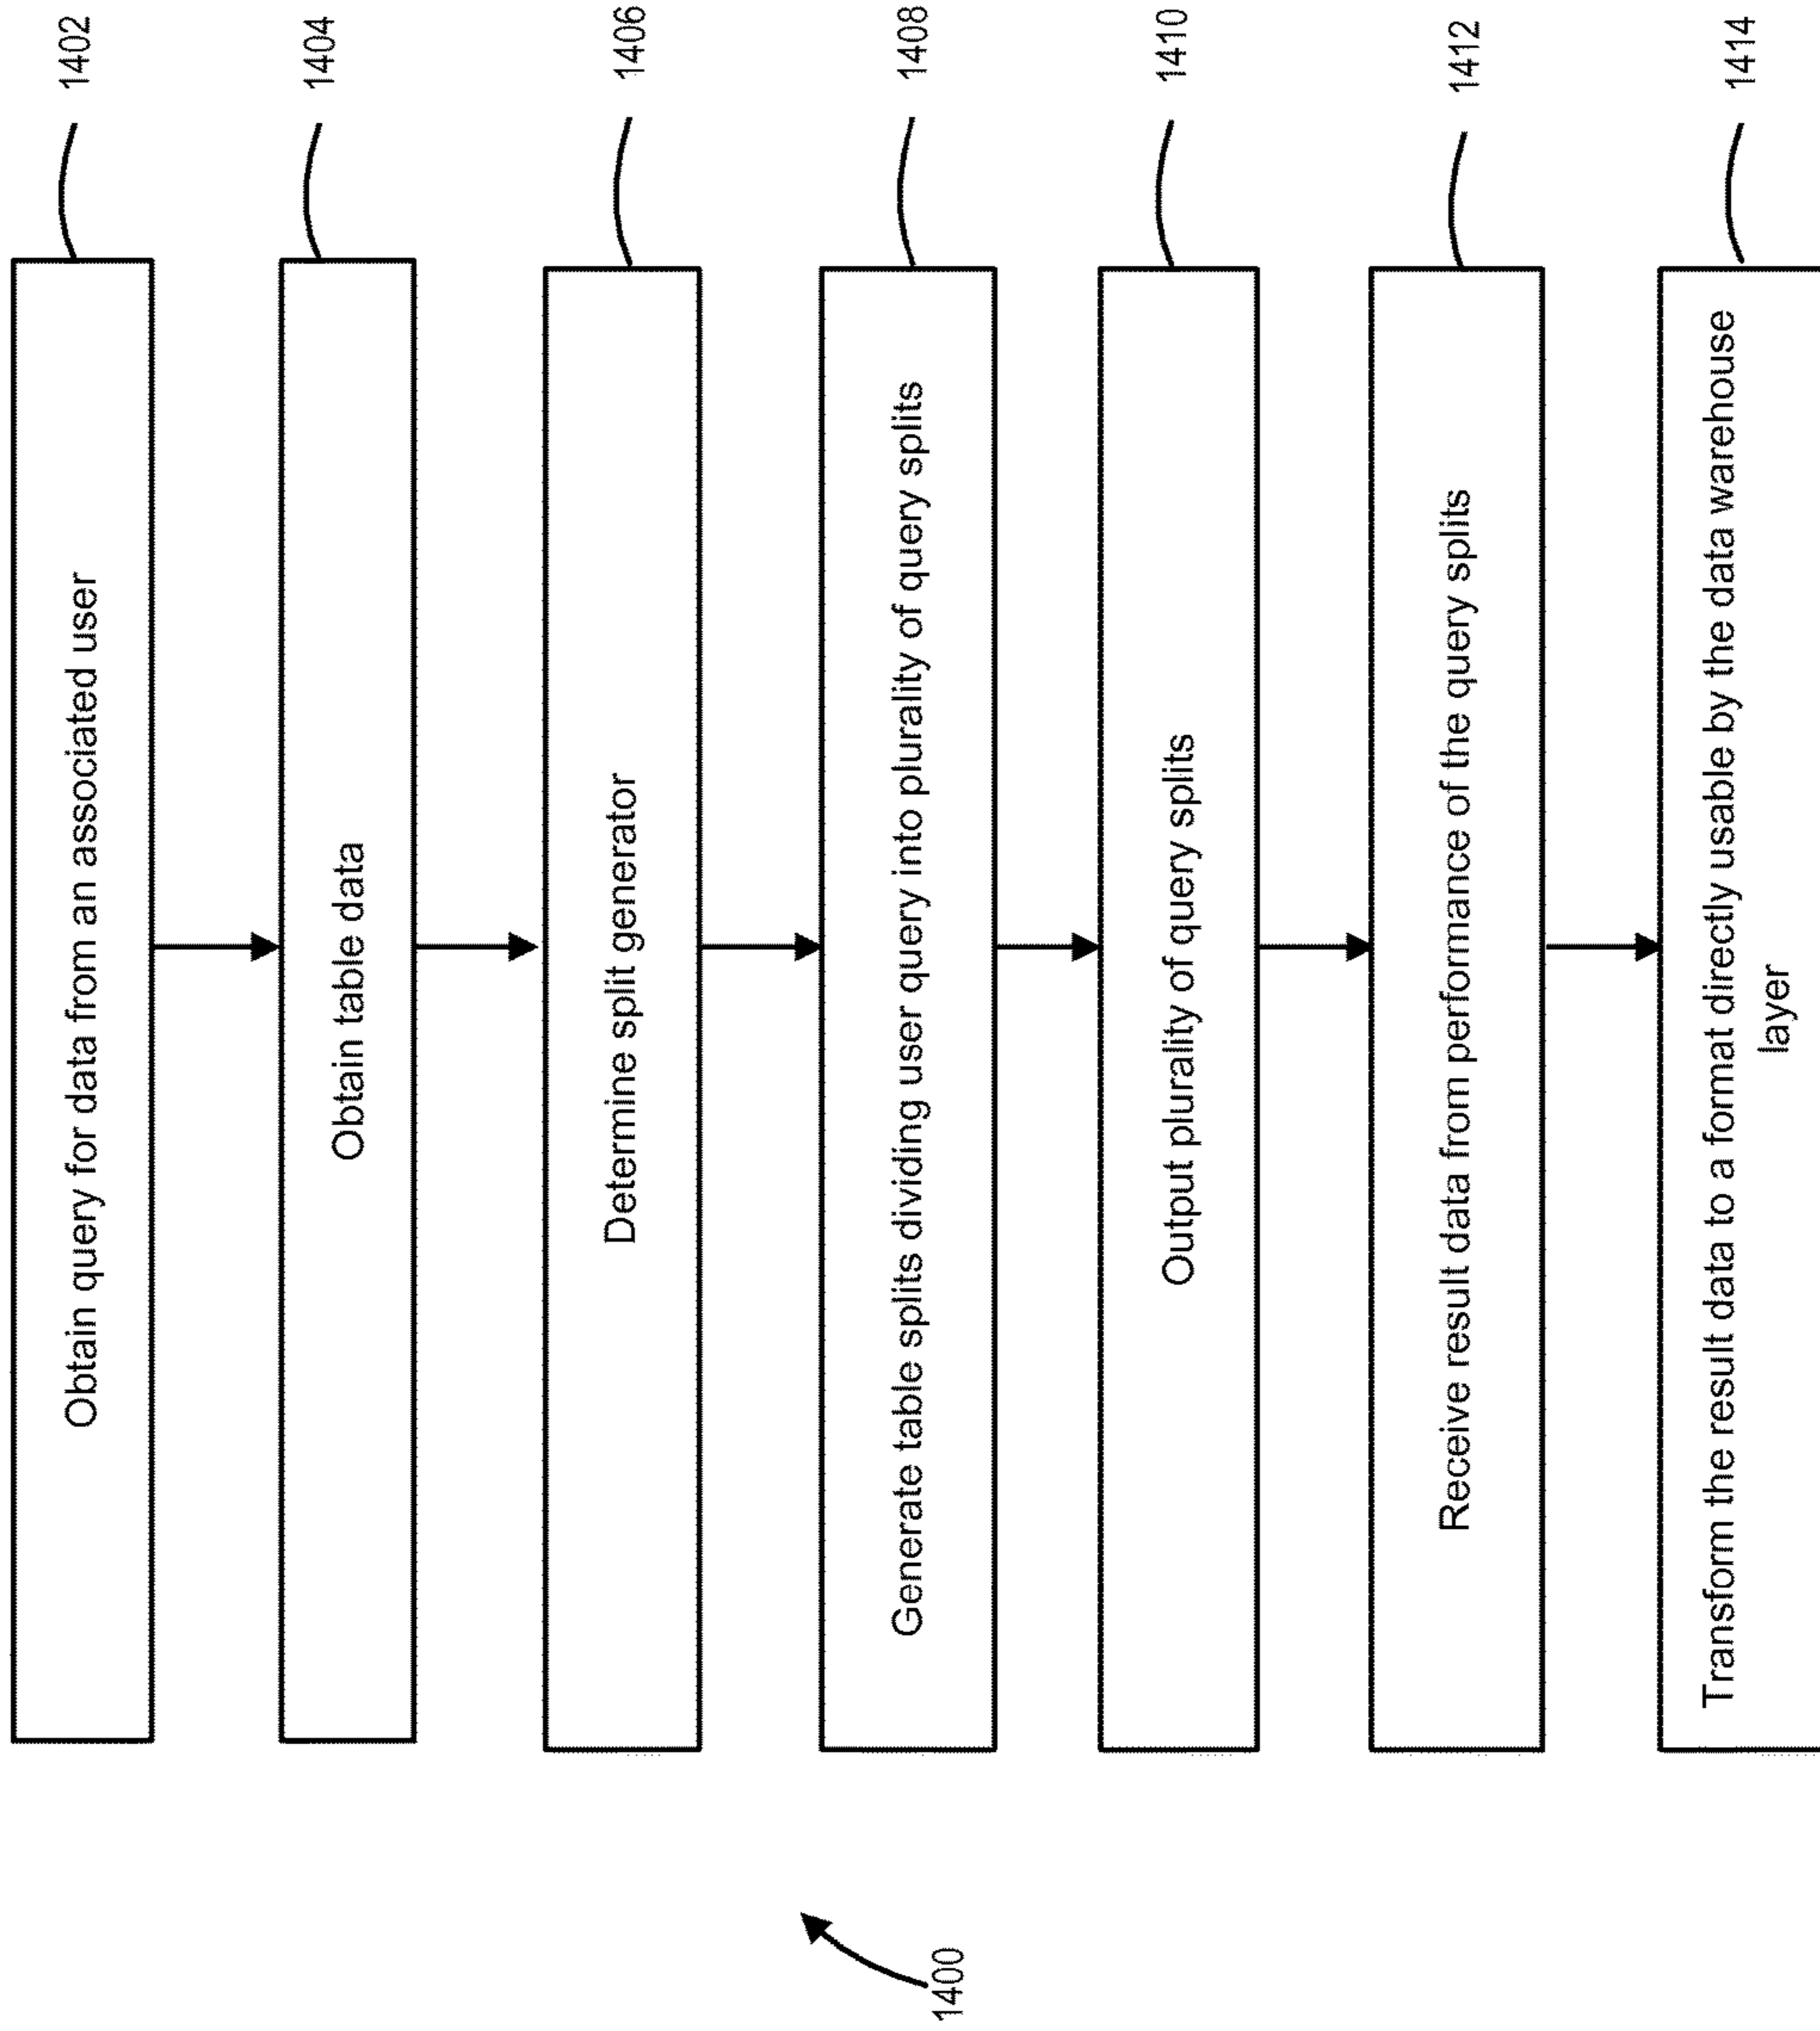 1402
Obtain query for data from an associated user
1404
Obtain table data
1406
Determine split generator
1408
Generate table splits dividing user query into plurality of query splits
1410
Output plurality of query splits
1412
Receive result data from performance of the query splits
1414
Transform the result data to a format directly usable by the data warehouse
layer
1400